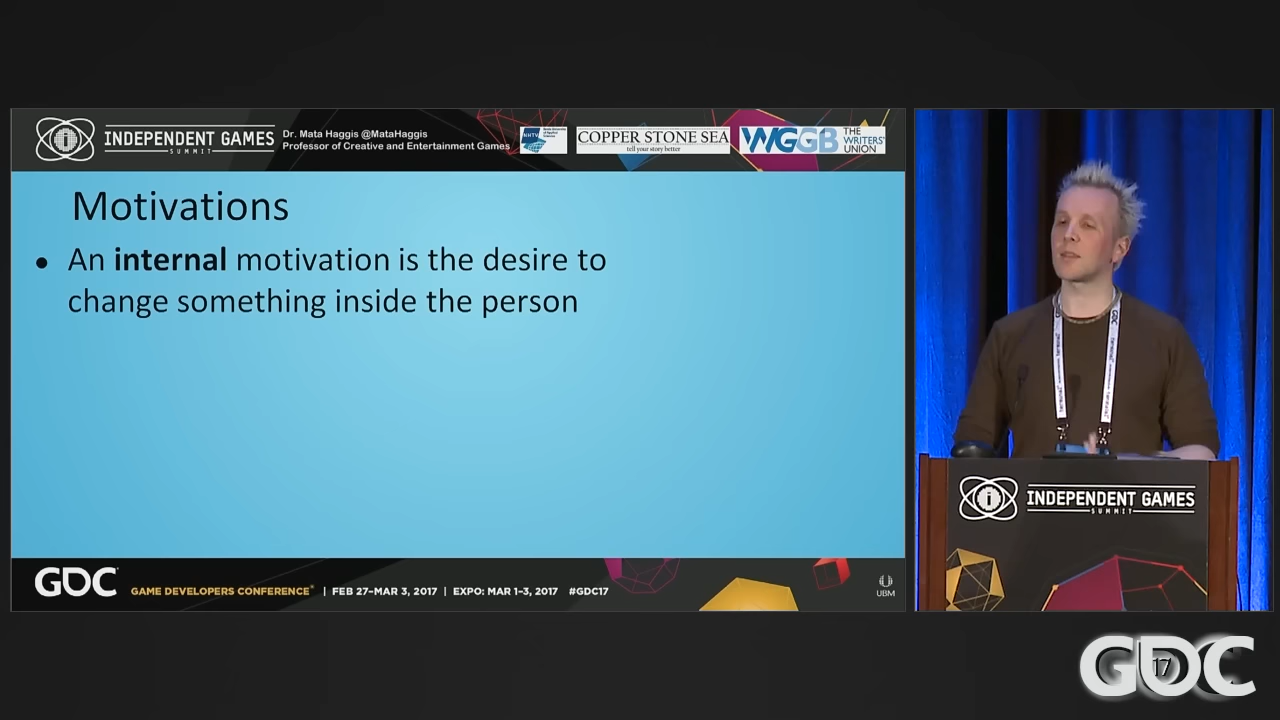 INDEPENDENT GAMES
SUMMIT
Dr. Mata Haggis @MataHaggis
Professor of Creative and Entertainment Games
NHTV
COPPER STONE SEA
tell your story better
WGGB
THE
WRITERS'
UNION
Motivations
• An internal motivation is the desire to
change something inside the person
GDC
GAME DEVELOPERS CONFERENCE® | FEB 27-MAR 3, 2017 | EXPO: MAR 1-3, 2017 #GDC17
UBM
GDC
INDEPENDENT GAMES
SUMMIT
GDC
17